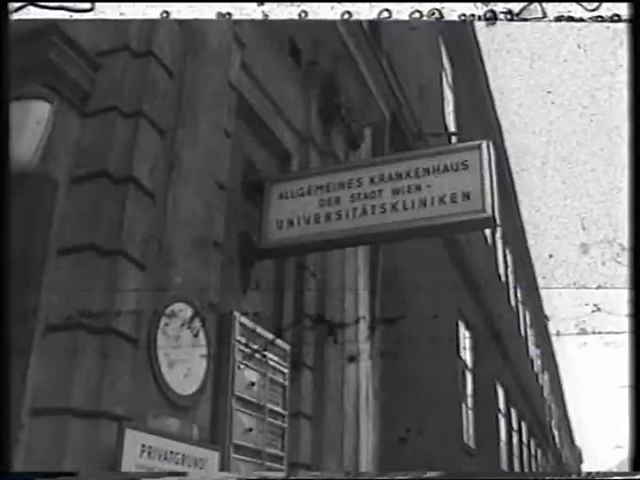 ALLGEMEINES KRANKENHAUS
DER STADT WIEN -
UNIVERSITÄTSKLINIKEN
PRIVATGRUND!